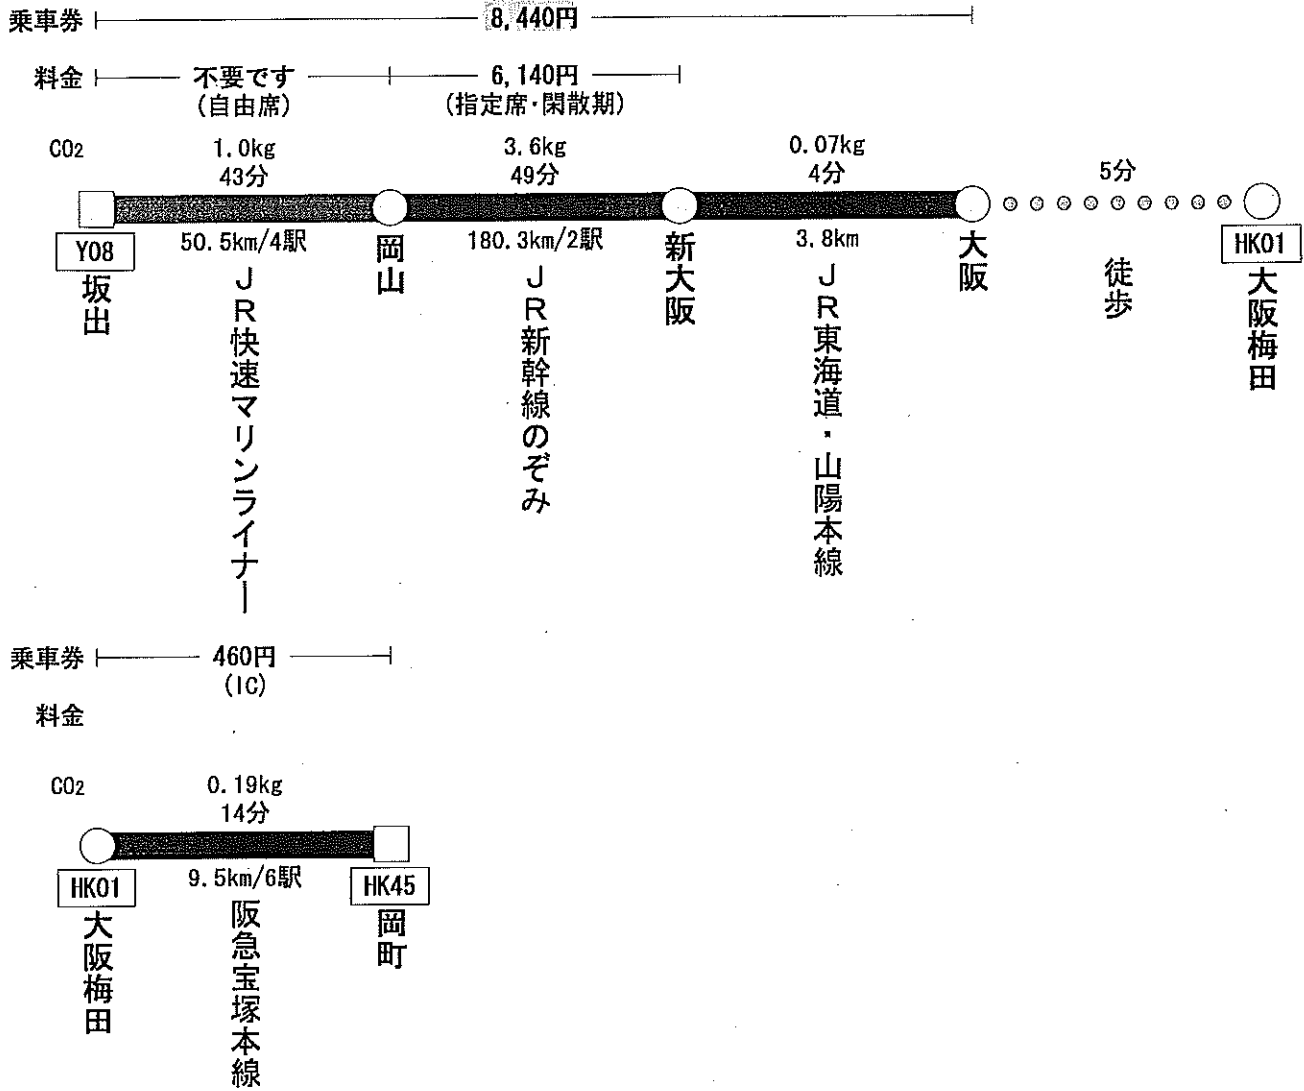 乗車券 8,440円
料金 不要です 6,140円
(自由席) (指定席・閑散期)
CO2 1.0kg 3.6kg 0.07kg
43分 49分 4分 5分
50.5km/4駅 180.3km/2駅 3.8km
Y08 HK01
坂出
JR快速マリンライナー
岡山
JR新幹線のぞみ
新大阪
JR東海道・山陽本線
大阪
徒歩
大阪梅田
乗車券 460円
(IC)
料金
CO2 0.19kg
14分
9.5km/6駅
HK01 HK45
大阪梅田
阪急宝塚本線
岡町